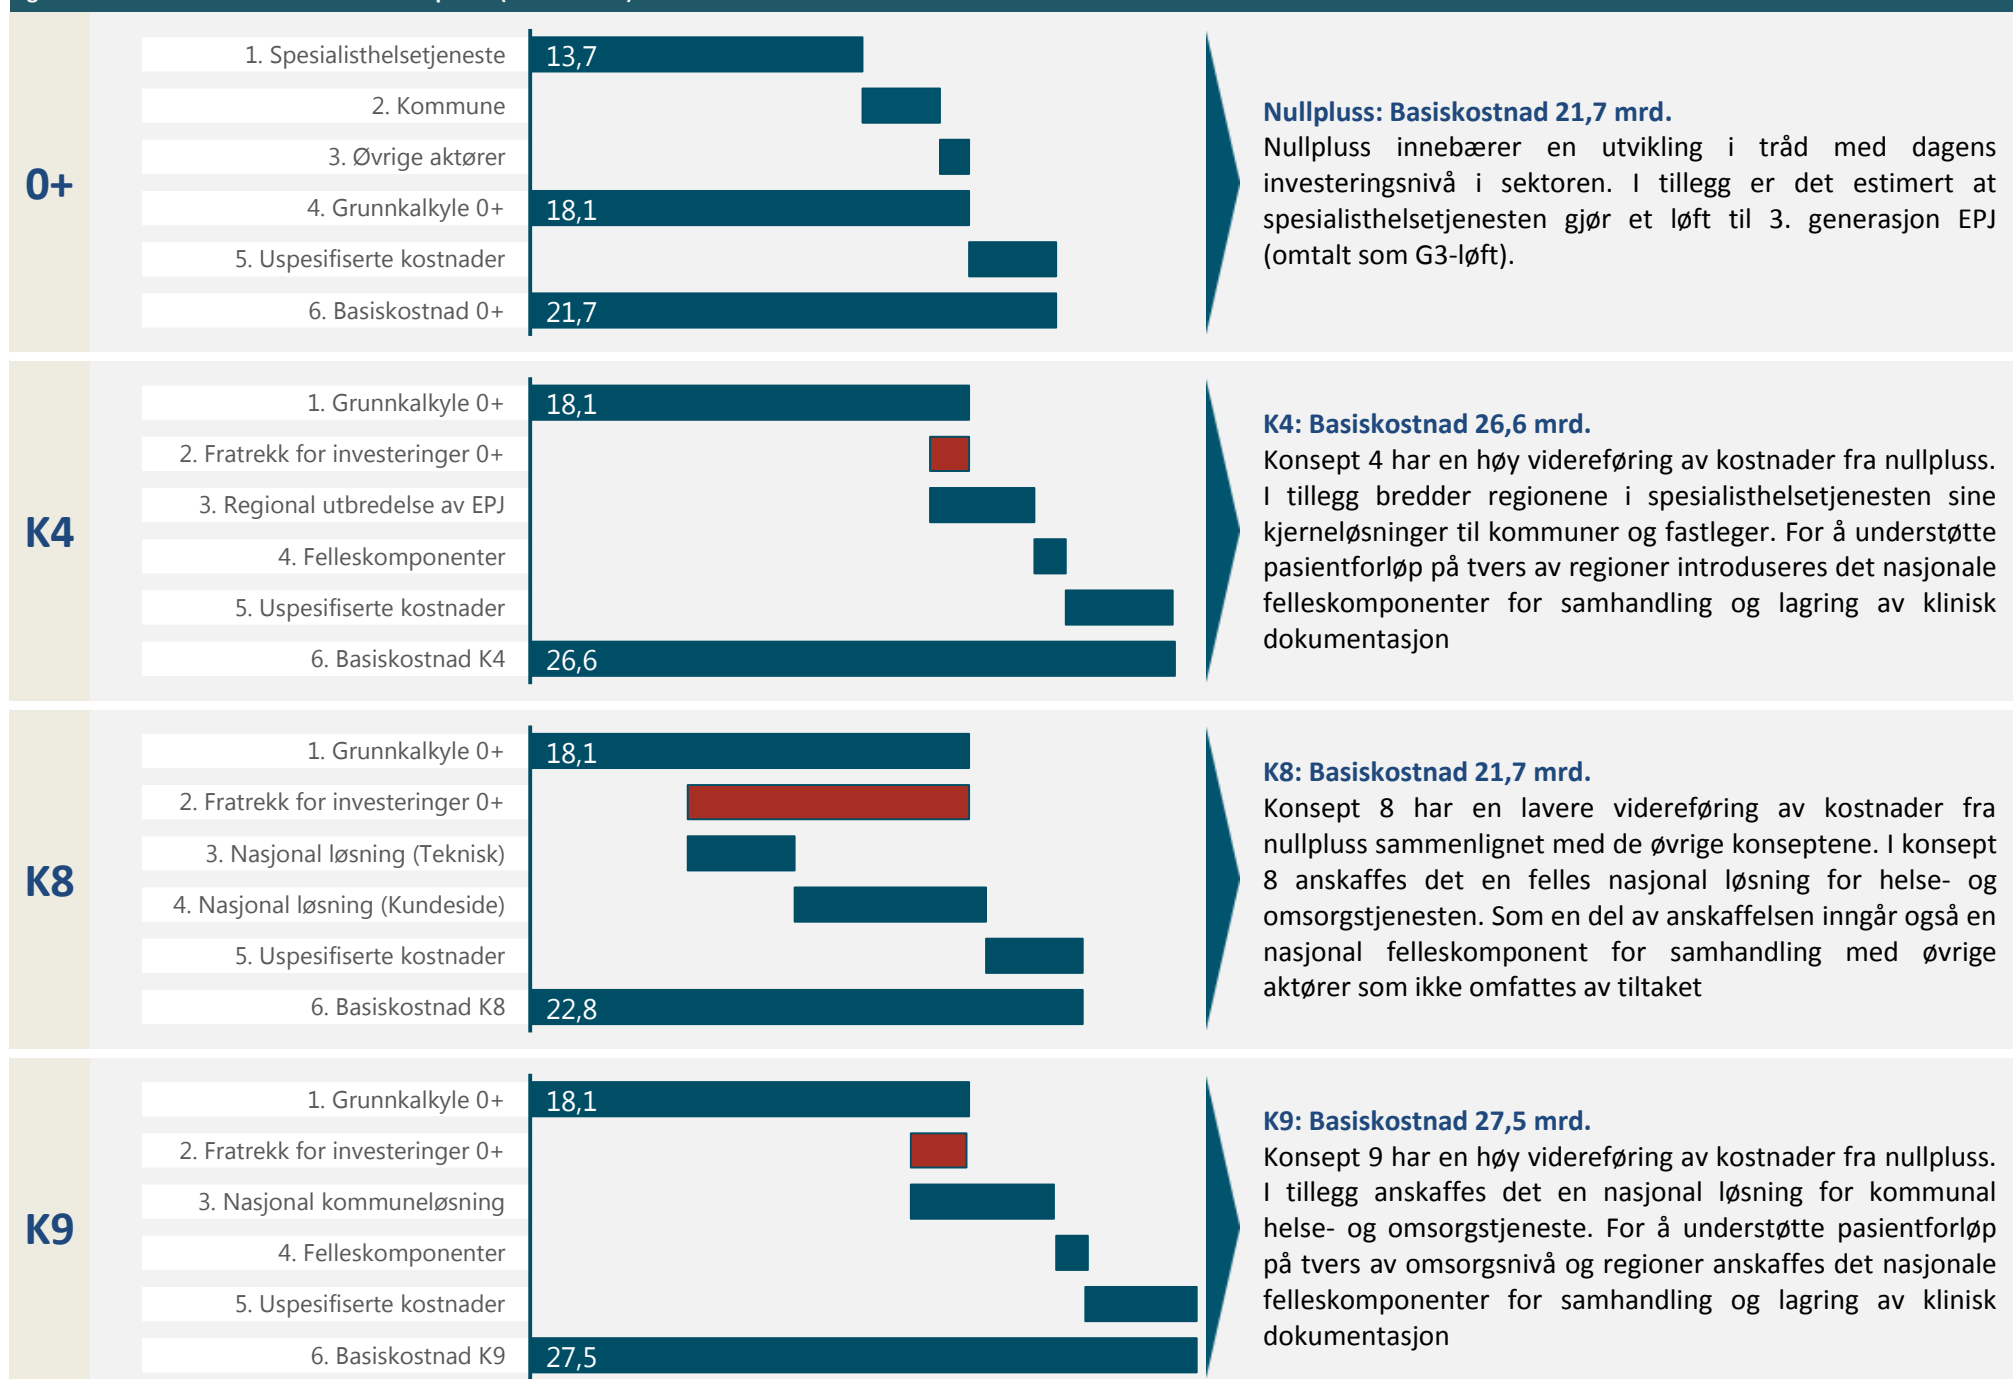 0+
1. Spesialisthelsetjeneste
13,7
2. Kommune
3. Øvrige aktører
4. Grunnkalkyle 0+
18,1
5. Uspesifiserte kostnader
6. Basiskostnad 0+
21,7
Nullpluss: Basiskostnad 21,7 mrd.
Nullpluss innebærer en utvikling i tråd med dagens
investeringsnivå i sektoren. I tillegg er det estimert at
spesialisthelsetjenesten gjør et løft til 3. generasjon EPJ
(omtalt som G3-løft).
K4
1. Grunnkalkyle 0+
18,1
2. Fratrekk for investeringer 0+
3. Regional utbredelse av EPJ
4. Felleskomponenter
5. Uspesifiserte kostnader
6. Basiskostnad K4
26,6
K4: Basiskostnad 26,6 mrd.
Konsept 4 har en høy videreføring av kostnader fra nullpluss.
I tillegg bredder regionene i spesialisthelsetjenesten sine
kjerneløsninger til kommuner og fastleger. For å understøtte
pasientforløp på tvers av regioner introduseres det nasjonale
felleskomponenter for samhandling og lagring av klinisk
dokumentasjon
K8
1. Grunnkalkyle 0+
18,1
2. Fratrekk for investeringer 0+
3. Nasjonal løsning (Teknisk)
4. Nasjonal løsning (Kundeside)
5. Uspesifiserte kostnader
6. Basiskostnad K8
22,8
K8: Basiskostnad 21,7 mrd.
Konsept 8 har en lavere videreføring av kostnader fra
nullpluss sammenlignet med de øvrige konseptene. I konsept
8 anskaffes det en felles nasjonal løsning for helse- og
omsorgstjenesten. Som en del av anskaffelsen inngår også en
nasjonal felleskomponent for samhandling med øvrige
aktører som ikke omfattes av tiltaket
K9
1. Grunnkalkyle 0+
18,1
2. Fratrekk for investeringer 0+
3. Nasjonal kommuneløsning
4. Felleskomponenter
5. Uspesifiserte kostnader
6. Basiskostnad K9
27,5
K9: Basiskostnad 27,5 mrd.
Konsept 9 har en høy videreføring av kostnader fra nullpluss.
I tillegg anskaffes det en nasjonal løsning for kommunal
helse- og omsorgstjeneste. For å understøtte pasientforløp
på tvers av omsorgsnivå og regioner anskaffes det nasjonale
felleskomponenter for samhandling og lagring av klinisk
dokumentasjon